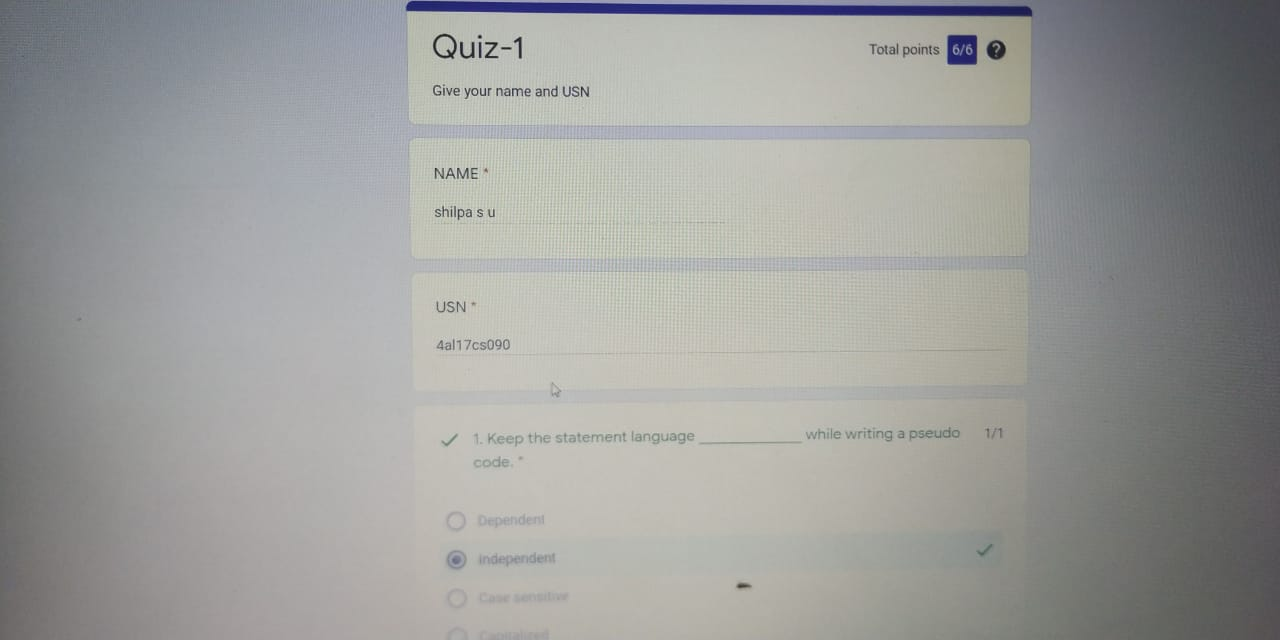 Quiz-1
Total points 6/6 ?
Give your name and USN
NAME *
shilpa s u
USN *
4al17cs090
1. Keep the statement language ____________ while writing a pseudo 1/1
code. *
Dependent
Independent
Case sensitive
Capitalized